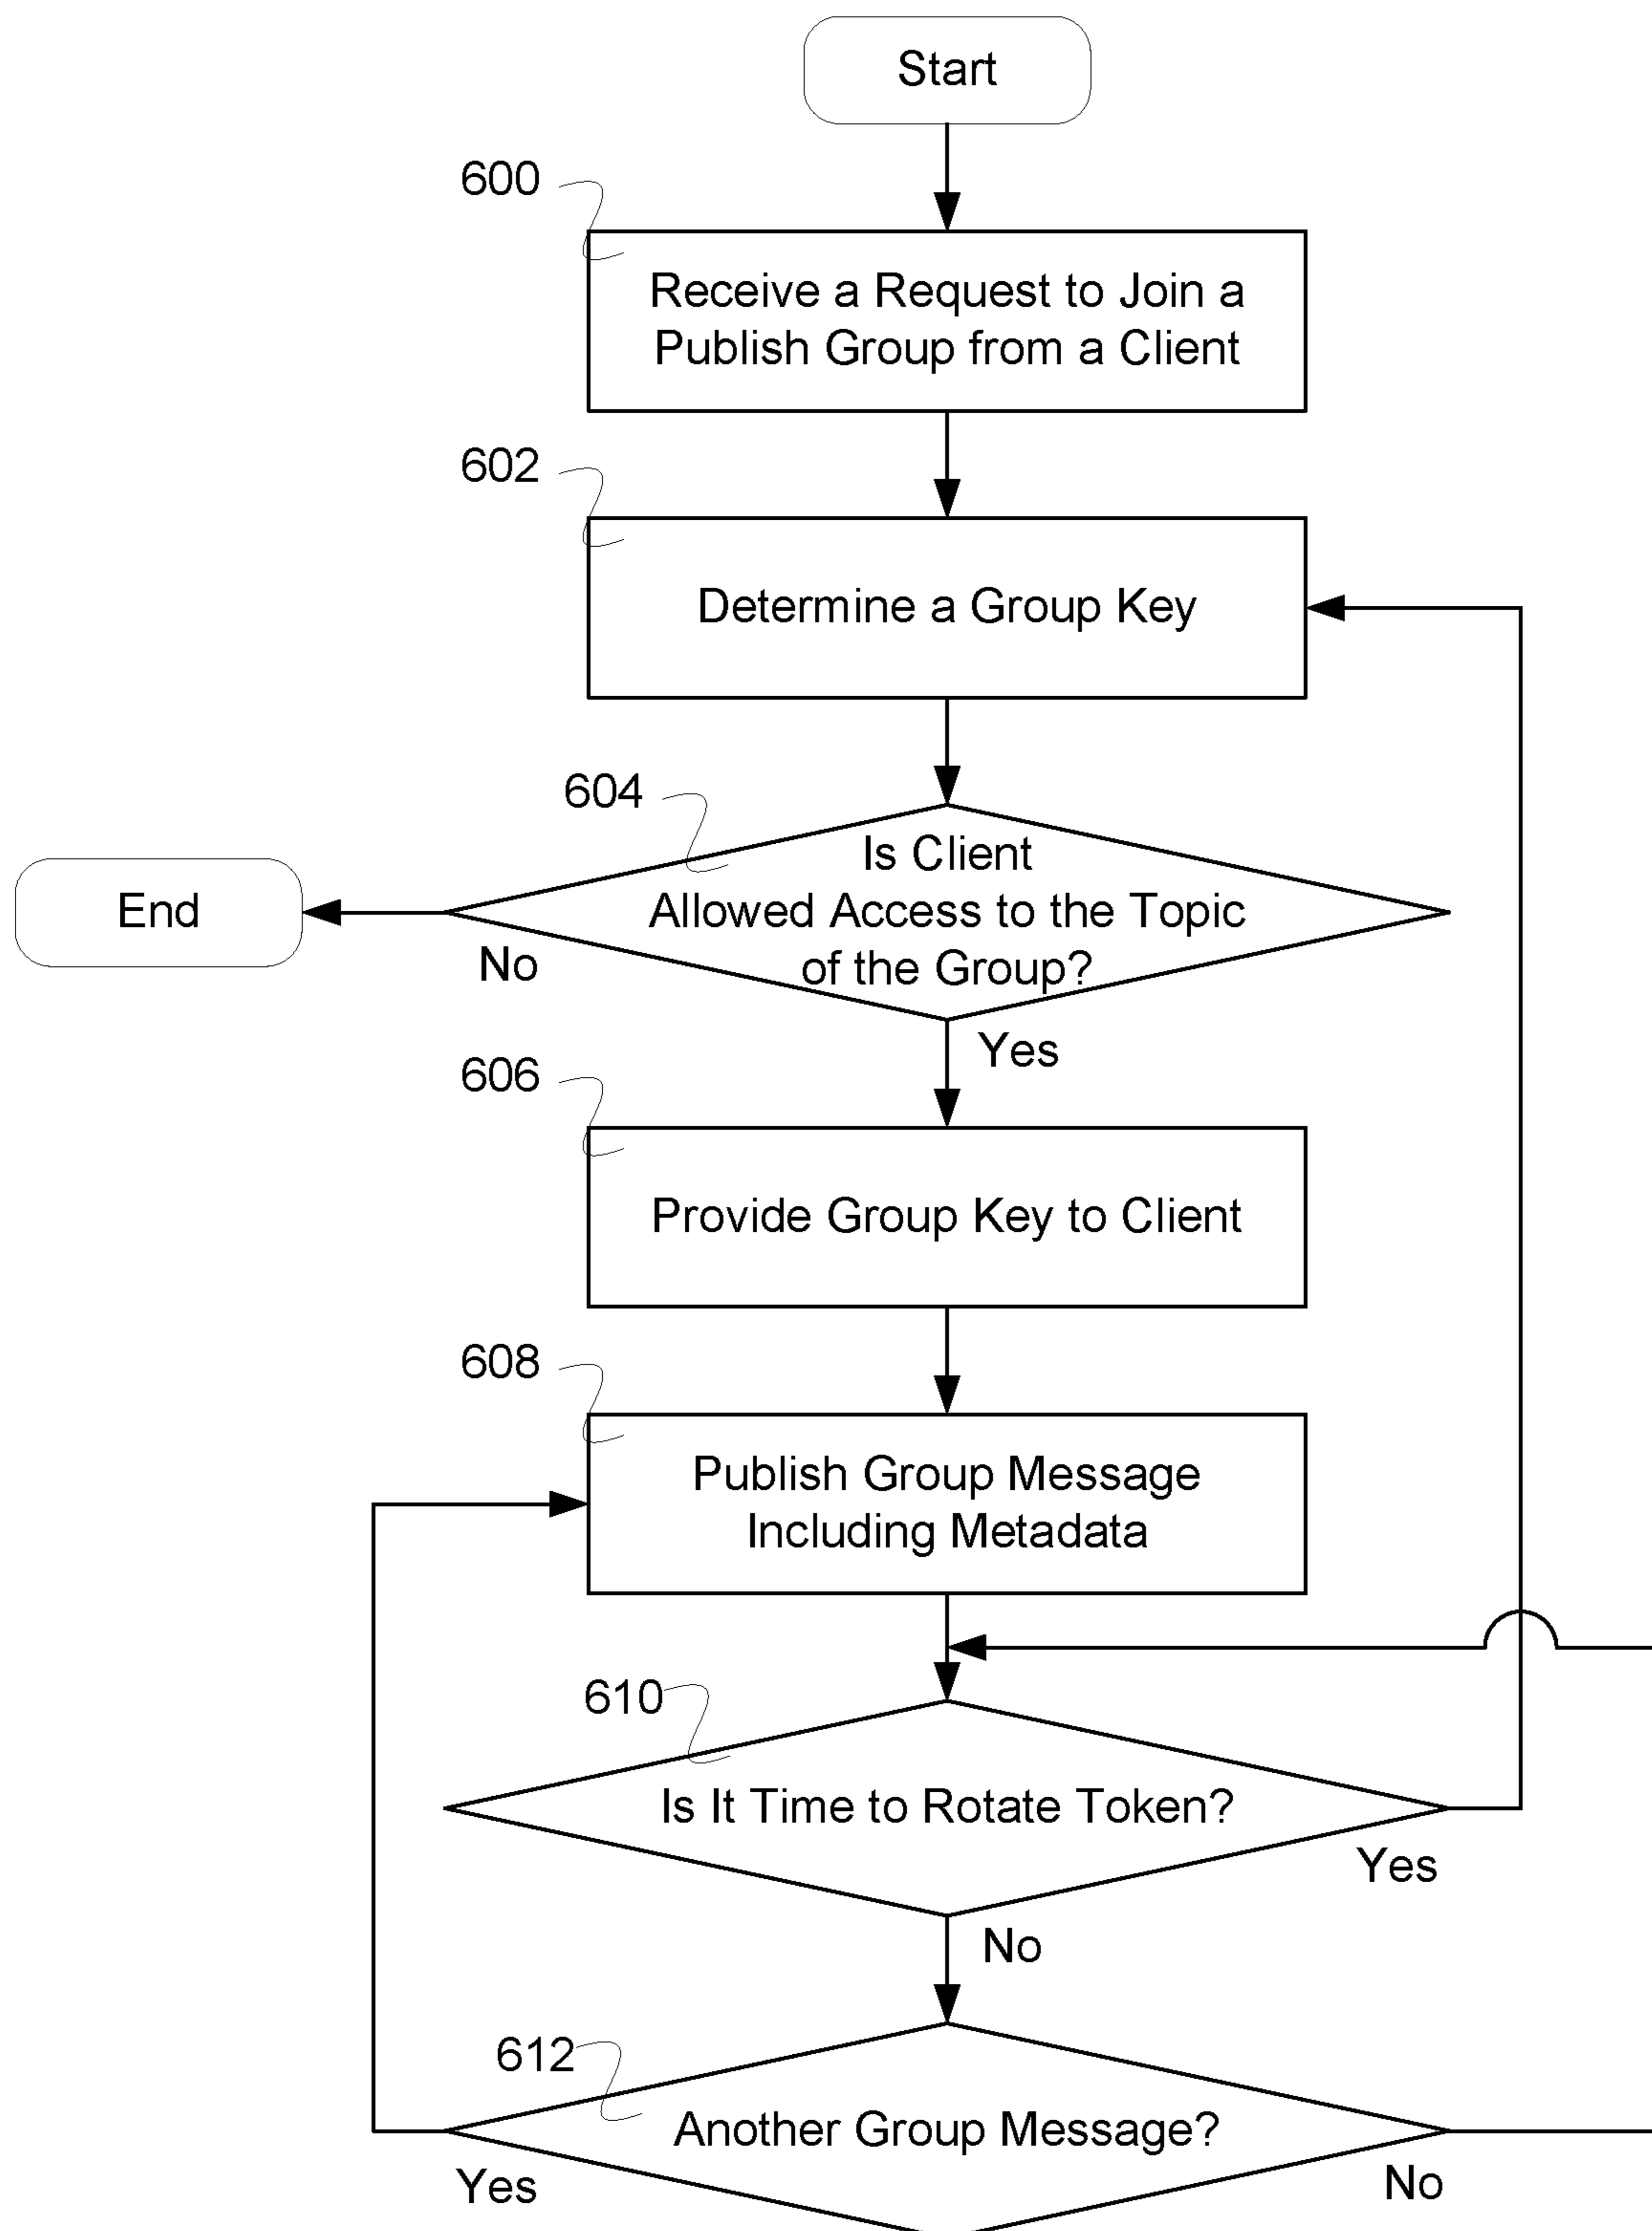 Start
600
Receive a Request to Join a
Publish Group from a Client
602
Determine a Group Key
604
Is Client
Allowed Access to the Topic
of the Group?
End
No
Yes
606
Provide Group Key to Client
608
Publish Group Message
Including Metadata
610
Is It Time to Rotate Token?
Yes
No
612
Another Group Message?
Yes
No